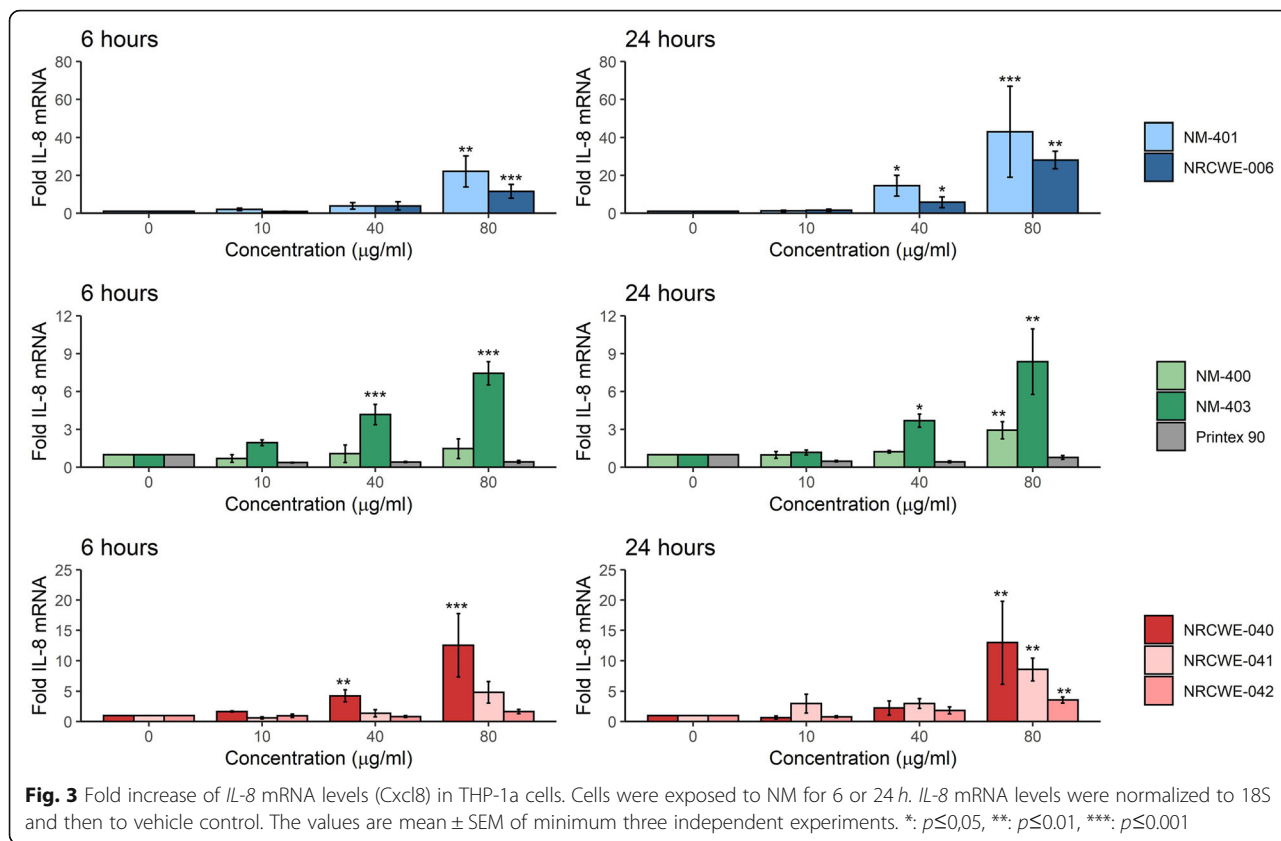 6 hours
24 hours
Fold IL-8 mRNA
80
60
40
20
0
** ***
0 10 40 80
Concentration (μg/ml)
Fold IL-8 mRNA
80
60
40
20
0
* * *** **
0 10 40 80
Concentration (μg/ml)
NM-401
NRCWE-006
6 hours
24 hours
Fold IL-8 mRNA
12
9
6
3
0
*** ***
0 10 40 80
Concentration (μg/ml)
Fold IL-8 mRNA
12
9
6
3
0
* ** **
0 10 40 80
Concentration (μg/ml)
NM-400
NM-403
Printex 90
6 hours
24 hours
Fold IL-8 mRNA
25
20
15
10
5
0
** ***
0 10 40 80
Concentration (μg/ml)
Fold IL-8 mRNA
25
20
15
10
5
0
** ** **
0 10 40 80
Concentration (μg/ml)
NRCWE-040
NRCWE-041
NRCWE-042
Fig. 3 Fold increase of IL-8 mRNA levels (Cxcl8) in THP-1a cells. Cells were exposed to NM for 6 or 24 h. IL-8 mRNA levels were normalized to 18S
and then to vehicle control. The values are mean ± SEM of minimum three independent experiments. *: p≤0,05, **: p≤0.01, ***: p≤0.001